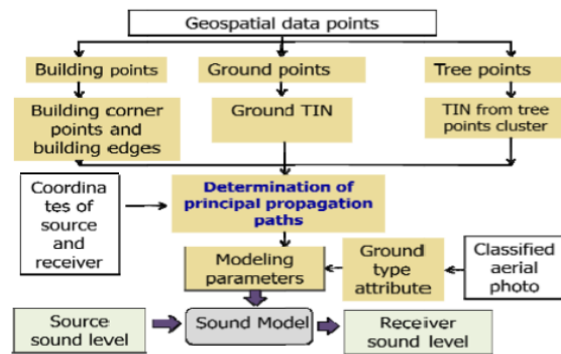 Geospatial data points
Building points
Ground points
Tree points
Building corner
points and
building edges
Ground TIN
TIN from tree
points cluster
Coordina
tes of
source
and
receiver
Determination of
principal propagation
paths
Modeling
parameters
Ground
type
attribute
Classified
aerial
photo
Source
sound level
Sound Model
Receiver
sound level